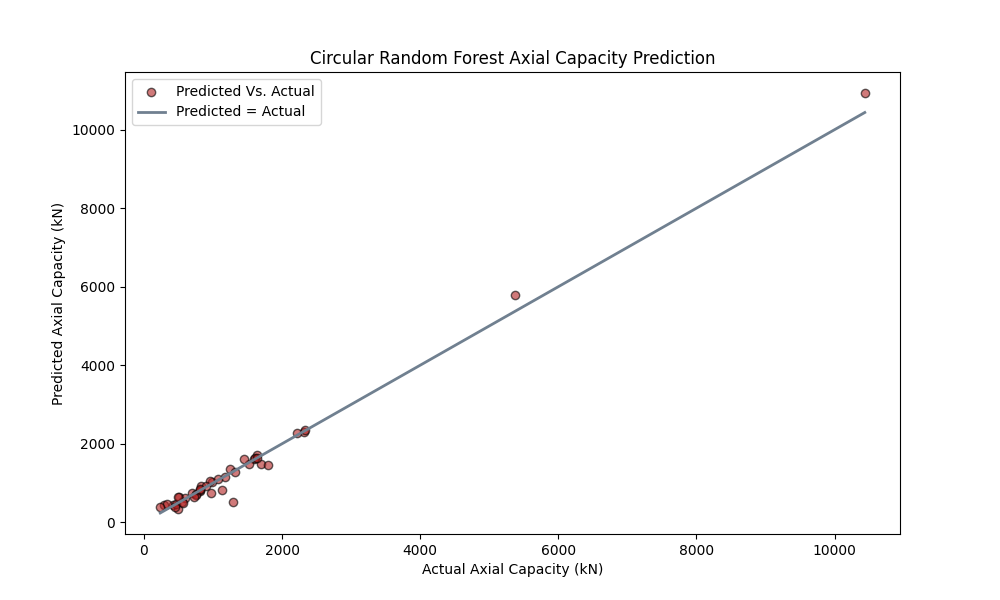 Circular Random Forest Axial Capacity Prediction
Predicted Vs. Actual
Predicted = Actual
Predicted Axial Capacity (kN)
10000
8000
6000
4000
2000
0
0 2000 4000 6000 8000 10000
Actual Axial Capacity (kN)